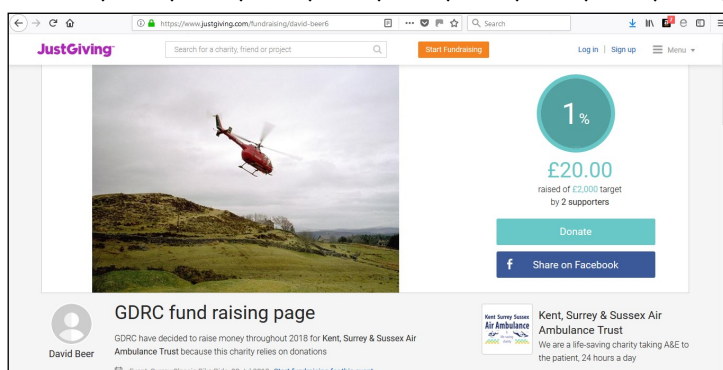 https://www.justgiving.com/fundraising/david-beer6
Search
JustGiving
Search for a charity, friend or project
Start Fundraising
Log in | Sign up
Menu
1%
£20.00
raised of £2,000 target
by 2 supporters
Donate
Share on Facebook
David Beer
GDRC fund raising page
GDRC have decided to raise money throughout 2018 for Kent, Surrey & Sussex Air
Ambulance Trust because this charity relies on donations
Kent Surrey Sussex
Air Ambulance
Kent, Surrey & Sussex Air
Ambulance Trust
We are a life-saving charity taking A&E to
the patient, 24 hours a day